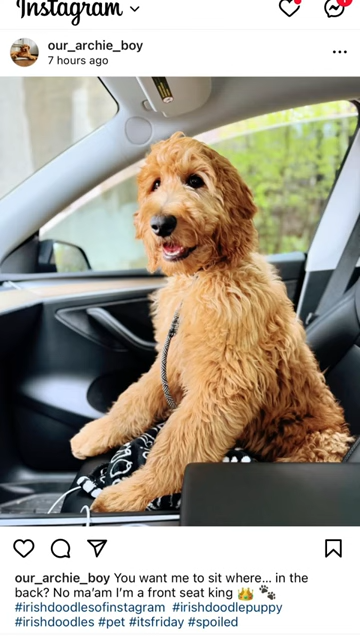 Instagram
our_archie_boy
7 hours ago
our_archie_boy You want me to sit where... in the
back? No ma'am I'm a front seat king 👑 🐾
#irishdoodlesofinstagram #irishdoodlepuppy
#irishdoodles #pet #itsfriday #spoiled